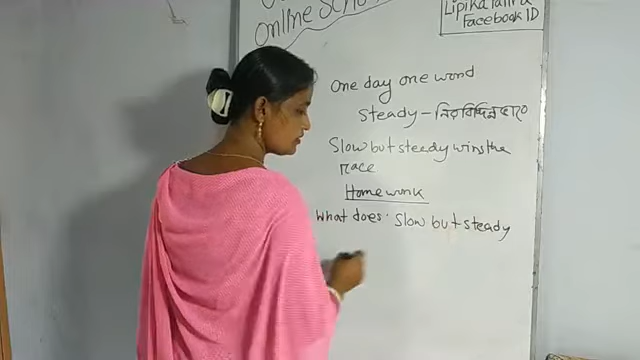 Online School
Lipika
Facebook ID
One day one word
Steady – নিরবিচ্ছিন্নভাবে
Slow but steady wins the
race
Homework
What does Slow but steady